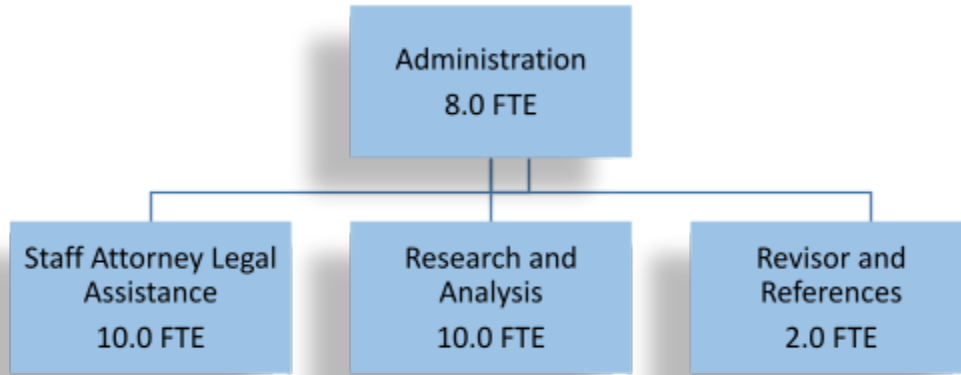 Administration
8.0 FTE
Staff Attorney Legal
Assistance
10.0 FTE
Research and
Analysis
10.0 FTE
Revisor and
References
2.0 FTE